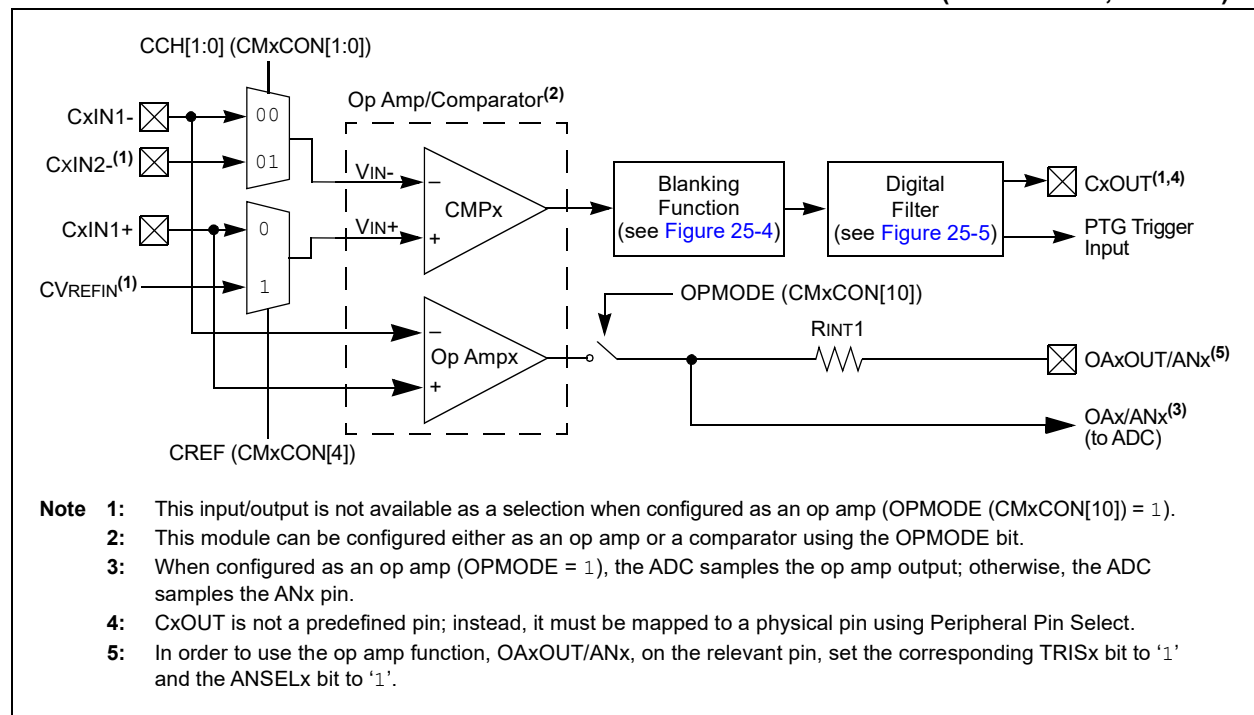 CCH[1:0] (CMxCON[1:0])
Op Amp/Comparator(2)
CxIN1-
00
CxIN2-(1)
01
VIN-
–
CMPx
Blanking
Function
(see Figure 25-4)
Digital
Filter
(see Figure 25-5)
CxOUT(1,4)
CxIN1+
0
VIN+
+
PTG Trigger
Input
CVREFIN(1)
1
OPMODE (CMxCON[10])
RINT1
–
Op Ampx
+
OAxOUT/ANx(5)
OAx/ANx(3)
(to ADC)
CREF (CMxCON[4])
Note 1: This input/output is not available as a selection when configured as an op amp (OPMODE (CMxCON[10]) = 1).
2: This module can be configured either as an op amp or a comparator using the OPMODE bit.
3: When configured as an op amp (OPMODE = 1), the ADC samples the op amp output; otherwise, the ADC
samples the ANx pin.
4: CxOUT is not a predefined pin; instead, it must be mapped to a physical pin using Peripheral Pin Select.
5: In order to use the op amp function, OAxOUT/ANx, on the relevant pin, set the corresponding TRISx bit to ‘1’
and the ANSELx bit to ‘1’.